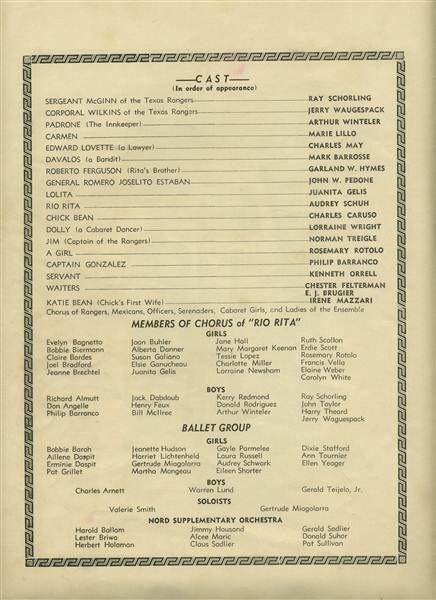 CAST
(In order of appearance)
SERGEANT McGINN of the Texas Rangers RAY SCHORLING
CORPORAL WILKINS of the Texas Rangers JERRY WAUGESPACK
PADRONE (The Innkeeper) ARTHUR WINTELER
CARMEN MARIE LILLO
EDWARD LOVETTE (a Lawyer) CHARLES MAY
DAVALOS (a Bandit) MARK BARROSSE
ROBERTO FERGUSON (Rita's Brother) GARLAND W. HYMES
GENERAL ROMERO JOSELITO ESTABAN JOHN W. PEDONE
LOLITA JUANITA GELIS
RIO RITA AUDREY SCHUH
CHICK BEAN CHARLES CARUSO
DOLLY (a Cabaret Dancer) LORRAINE WRIGHT
JIM (Captain of the Rangers) NORMAN TREIGLE
A GIRL ROSEMARY ROTOLO
CAPTAIN GONZALEZ PHILIP BARRANCO
SERVANT KENNETH ORRELL
WAITERS CHESTER FELTERMAN
E. J. BRUGIER
KATIE BEAN (Chick's First Wife) IRENE MAZZARI
Chorus of Rangers, Mexicans, Officers, Serenaders, Cabaret Girls, and Ladies of the Ensemble
MEMBERS OF CHORUS of "RIO RITA"
GIRLS
Evelyn Bagnetto Joan Buhler Jane Hall Ruth Scallan
Bobbie Biermann Alberta Danner Mary Margaret Keenan Erdie Scott
Claire Bordes Susan Galiano Tessie Lopez Rosemary Rotolo
Joel Bradford Elsie Ganucheau Charlotte Miller Francis Vella
Jeanne Brechtel Juanita Gelis Lorraine Newsham Elaine Weber
Carolyn White
BOYS
Richard Almutt Jack Dabdoub Kerry Redmond Ray Schorling
Don Angelle Henry Feux Donald Rodriguez John Taylor
Philip Barranco Bill McIlree Arthur Winteler Harry Theard
Jerry Waguespack
BALLET GROUP
GIRLS
Bobbie Barah Jeanette Hudson Gayle Parmelee Dixie Stafford
Aillene Daspit Harriet Lichtenheld Laura Russell Ann Tournier
Erminie Daspit Gertrude Miagolarra Audrey Schwark Ellen Yeager
Pat Grillet Martha Mongeau Eileen Shorter
BOYS
Charles Arnett Warren Lund Gerald Teijelo, Jr.
SOLOISTS
Valerie Smith Gertrude Miogolarra
NORD SUPPLEMENTARY ORCHESTRA
Harold Ballam Jimmy Housand Gerald Sadlier
Lester Briwa Alcee Maric Donald Suhor
Herbert Holaman Claus Sadlier Pat Sullivan